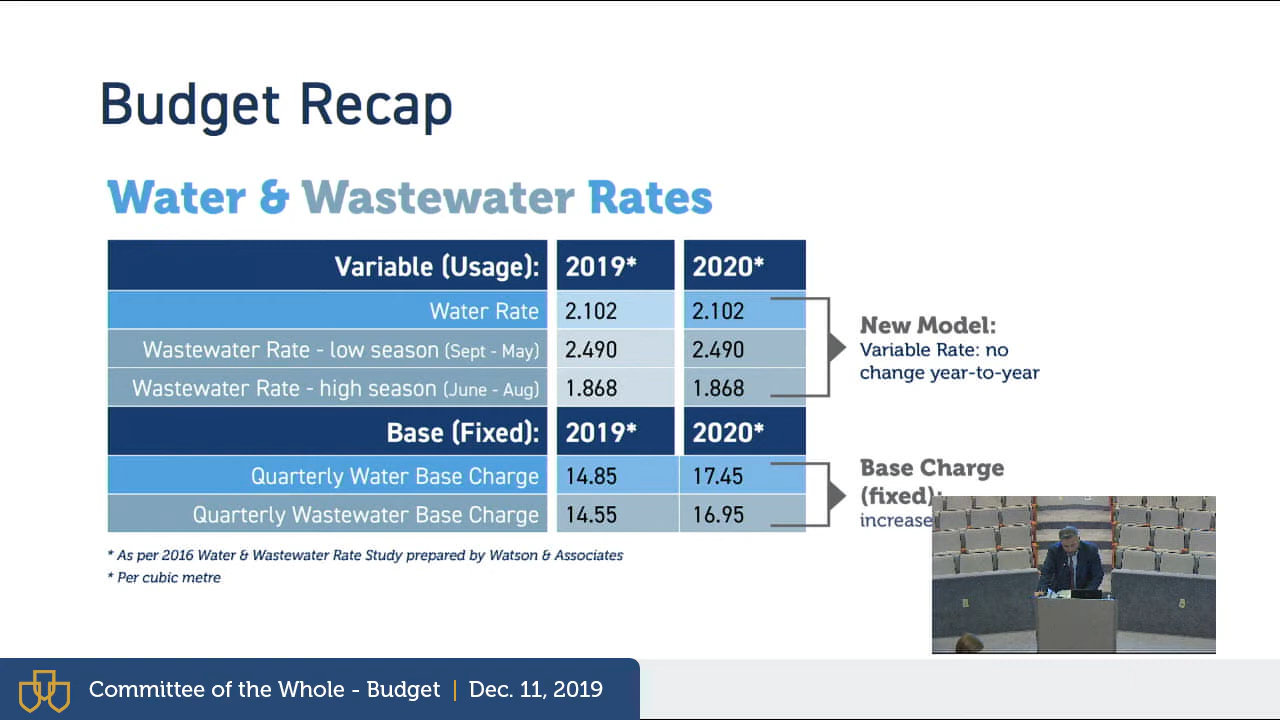 Budget Recap
Water & Wastewater Rates
Variable (Usage): 2019* 2020*
Water Rate 2.102 2.102
Wastewater Rate - low season (Sept - May) 2.490 2.490
Wastewater Rate - high season (June - Aug) 1.868 1.868
New Model:
Variable Rate: no
change year-to-year
Base (Fixed): 2019* 2020*
Quarterly Water Base Charge 14.85 17.45
Quarterly Wastewater Base Charge 14.55 16.95
Base Charge
(fixed):
increase
* As per 2016 Water & Wastewater Rate Study prepared by Watson & Associates
* Per cubic metre
Committee of the Whole - Budget | Dec. 11, 2019